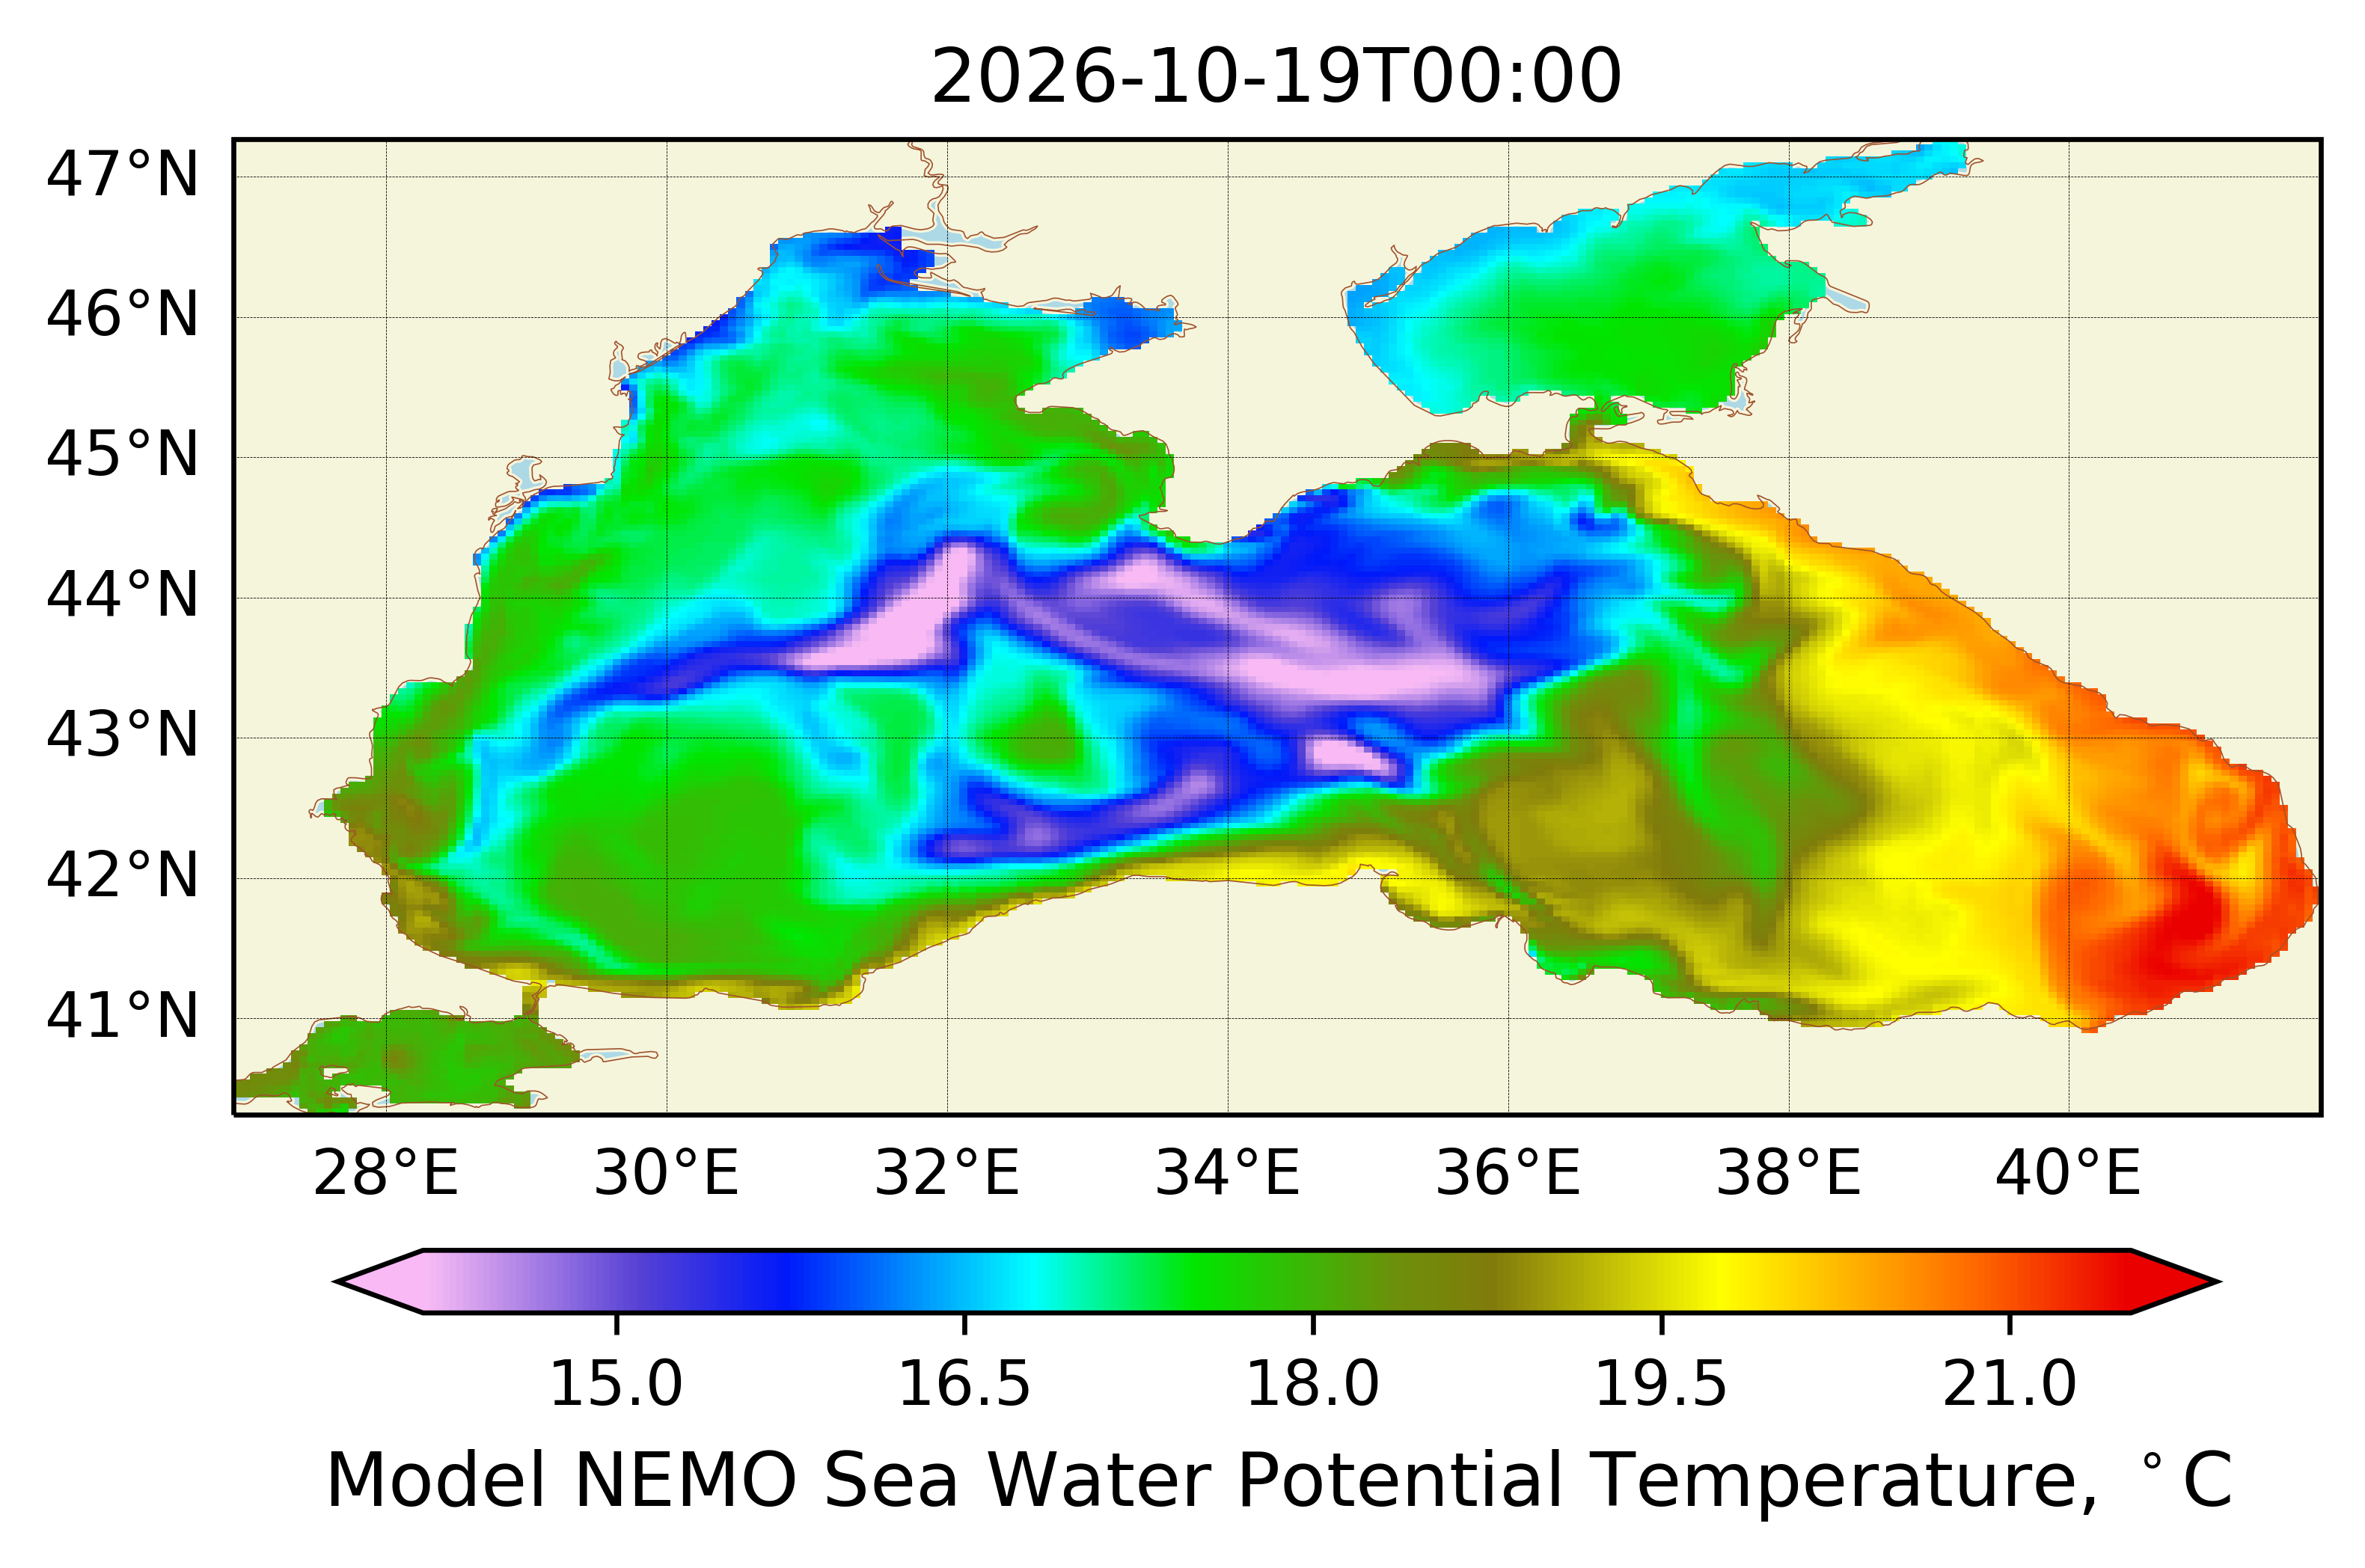 2026-10-19T00:00
47°N
46°N
45°N
44°N
43°N
42°N
41°N
28°E 30°E 32°E 34°E 36°E 38°E 40°E
15.0 16.5 18.0 19.5 21.0
Model NEMO Sea Water Potential Temperature, °C